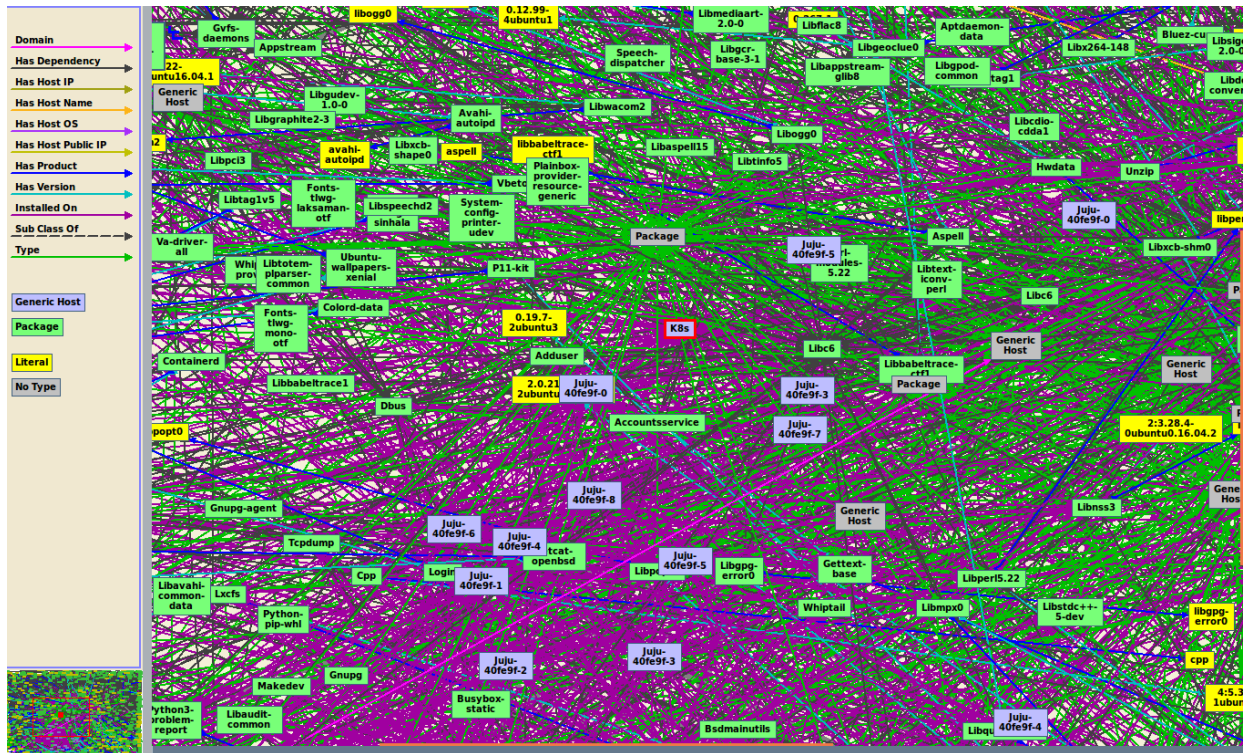 Domain
Has Dependency
Has Host IP
Has Host Name
Has Host OS
Has Host Public IP
Has Product
Has Version
Installed On
Sub Class Of
Type
Generic Host
Package
Literal
No Type
libogg0
0.12.99-
4ubuntu1
Libmediaart-
2.0-0
Libflac8
Aptdaemon-
data
Gvfs-
daemons
Appstream
Speech-
dispatcher
Libgcr-
base-3-1
Libgeoclue0
Libx264-148
Libappstream-
glib8
Libgpod-
common
Generic
Host
Libgudev-
1.0-0
Libgraphite2-3
Avahi-
autoipd
Libwacom2
Libogg0
Libcdio-
cdda1
Libpci3
avahi-
autoipd
Libxcb-
shape0
aspell
libbabeltrace-
ctf1
Libaspell15
Libtinfo5
Hwdata
Unzip
Plainbox-
provider-
resource-
generic
Libtag1v5
Fonts-
tlwg-
laksaman-
otf
Libspeechd2
sinhala
System-
config-
printer-
udev
Package
Juju-
40fe9f-0
Juju-
40fe9f-5
Aspell
Libxcb-shm0
Va-driver-
all
Libtotem-
plparser-
common
Ubuntu-
wallpapers-
xenial
P11-kit
5.22
Libtext-
iconv-
perl
Libc6
Colord-data
Fonts-
tlwg-
mono-
otf
0.19.7-
2ubuntu3
K8s
Containerd
Adduser
Libc6
Generic
Host
Libbabeltrace-
ctf1
Package
Generic
Host
Libbabeltrace1
2.0.21
Juju-
40fe9f-0
Juju-
40fe9f-3
Dbus
Accountsservice
Juju-
40fe9f-7
2:3.28.4-
0ubuntu0.16.04.2
Juju-
40fe9f-8
Gnupg-agent
Juju-
40fe9f-6
Generic
Host
Libnss3
Tcpdump
Juju-
40fe9f-4
openbsd
Juju-
40fe9f-5
Libgpg-
error0
Gettext-
base
Libperl5.22
Libavahi-
common-
data
Lxcfs
Cpp
Login
Juju-
40fe9f-1
Python-
pip-whl
Whiptail
Libmpx0
Libstdc++-
5-dev
libgpg-
error0
Juju-
40fe9f-2
Juju-
40fe9f-3
cpp
Makedev
Gnupg
Busybox-
static
Python3-
problem-
report
Libaudit-
common
Bsdmainutils
Juju-
40fe9f-4